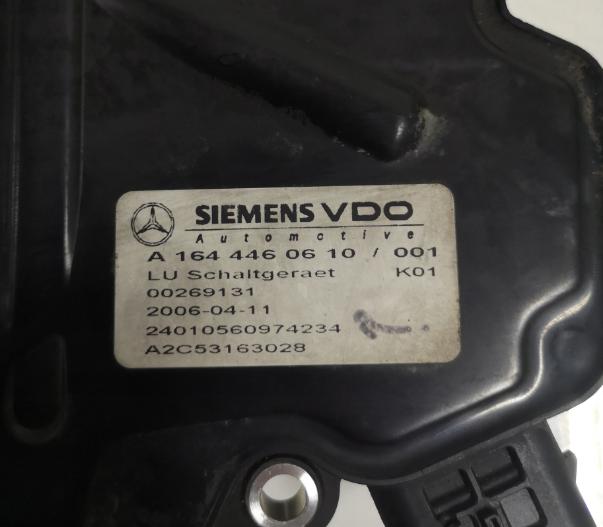 SIEMENS VDO
Automotive
A 164 446 06 10 / 001
LU Schaltgeraet K01
00269131
2006-04-11
24010560974234
A2C53163028